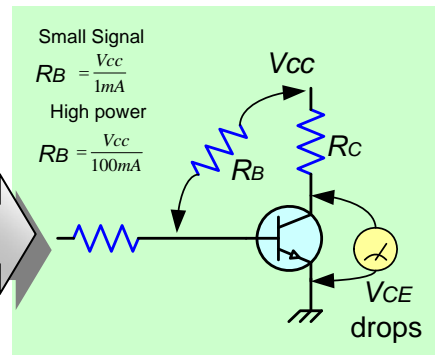 Small Signal
RB = Vcc / 1mA
High power
RB = Vcc / 100mA
Vcc
RC
RB
VCE
drops